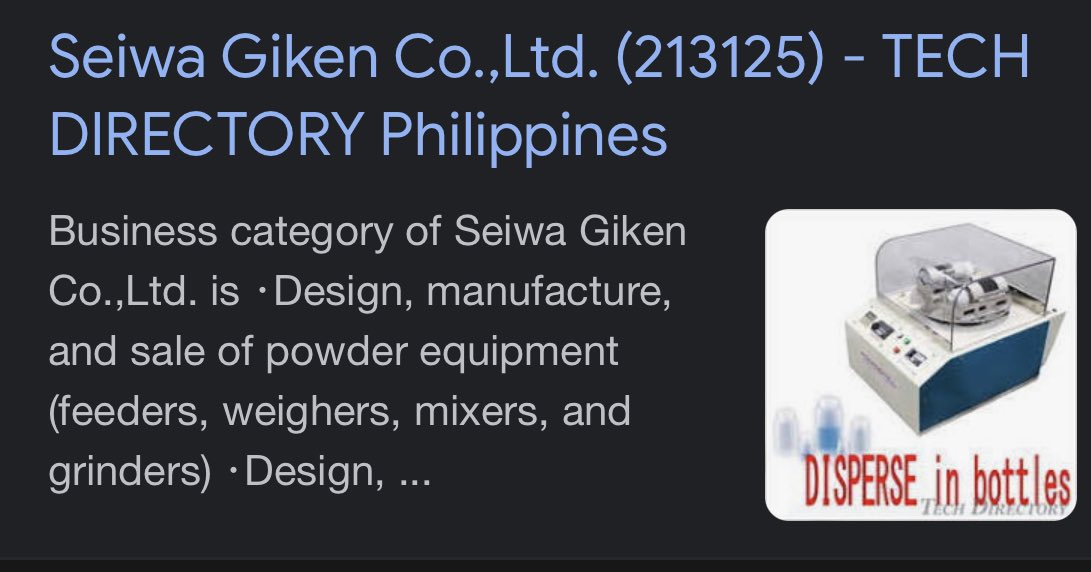 Seiwa Giken Co.,Ltd. (213125) - TECH
DIRECTORY Philippines
Business category of Seiwa Giken
Co.,Ltd. is ・Design, manufacture,
and sale of powder equipment
(feeders, weighers, mixers, and
grinders) ・Design, ...
DISPERSE in bottles
TECH DIRECTORY